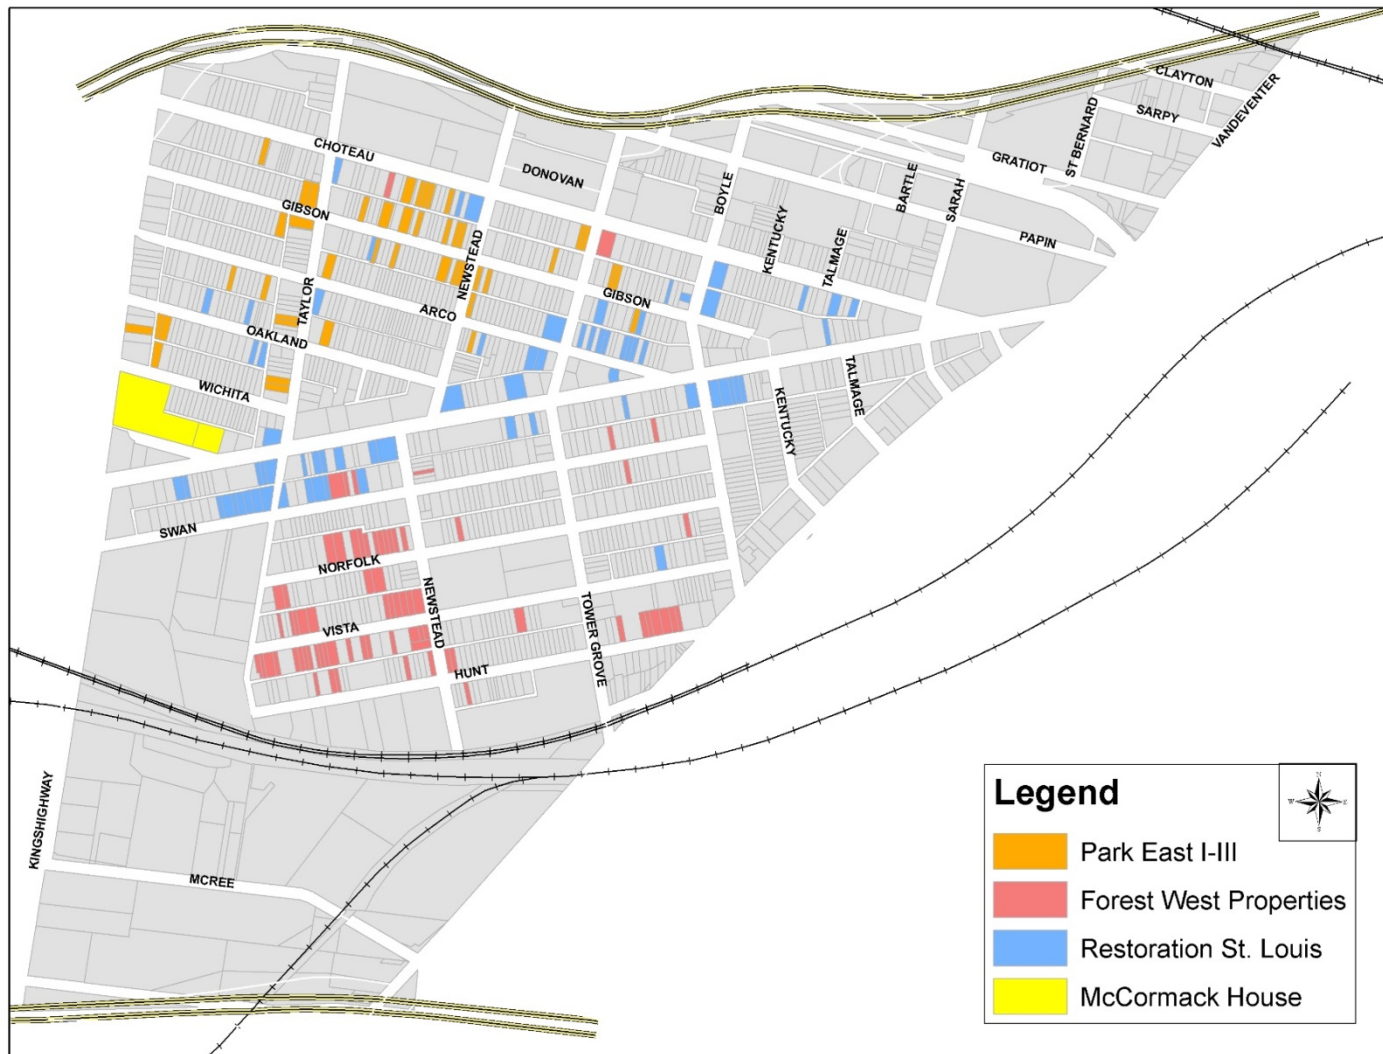 CLAYTON
SARPY
VANDEVENTER
ST BERNARD
GRATIOT
CHOTEAU
DONOVAN
BOYLE
BARTLE
SARAH
KENTUCKY
TALMAGE
PAPIN
GIBSON
NEWSTEAD
TAYLOR
ARCO
GIBSON
OAKLAND
WICHITA
TALMAGE
KENTUCKY
SWAN
NORFOLK
NEWSTEAD
TOWER GROVE
VISTA
HUNT
KINGSHIGHWAY
MCREE
Legend
N
W
E
S
Park East I-III
Forest West Properties
Restoration St. Louis
McCormack House